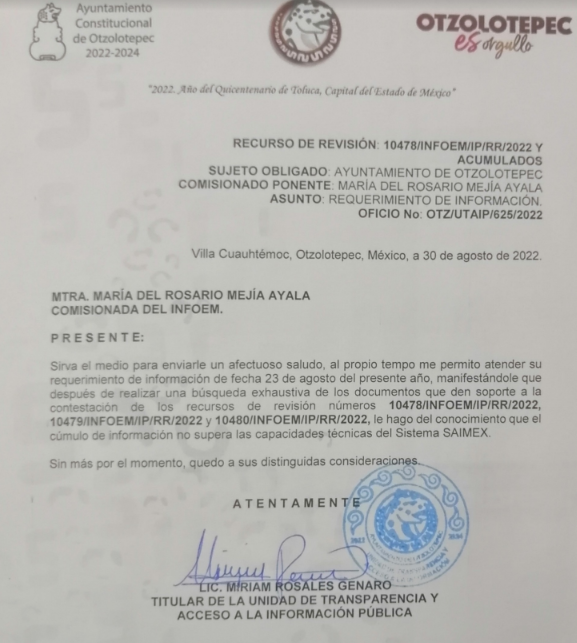 Ayuntamiento
Constitucional
de Otzolotepec
2022-2024
OTZOLOTEPEC
es orgullo
"2022. Año del Quicentenario de Toluca, Capital del Estado de México"
RECURSO DE REVISIÓN: 10478/INFOEM/IP/RR/2022 Y
ACUMULADOS
SUJETO OBLIGADO: AYUNTAMIENTO DE OTZOLOTEPEC
COMISIONADO PONENTE: MARÍA DEL ROSARIO MEJÍA AYALA
ASUNTO: REQUERIMIENTO DE INFORMACIÓN.
OFICIO No: OTZ/UTAIP/625/2022
Villa Cuauhtémoc, Otzolotepec, México, a 30 de agosto de 2022.
MTRA. MARÍA DEL ROSARIO MEJÍA AYALA
COMISIONADA DEL INFOEM.
P R E S E N T E:
Sirva el medio para enviarle un afectuoso saludo, al propio tempo me permito atender su
requerimiento de información de fecha 23 de agosto del presente año, manifestándole que
después de realizar una búsqueda exhaustiva de los documentos que den soporte a la
contestación de los recursos de revisión números 10478/INFOEM/IP/RR/2022,
10479/INFOEM/IP/RR/2022 y 10480/INFOEM/IP/RR/2022, le hago del conocimiento que el
cúmulo de información no supera las capacidades técnicas del Sistema SAIMEX.
Sin más por el momento, quedo a sus distinguidas consideraciones.
A T E N T A M E N T E
LIC. MIRIAM ROSALES GENARO
TITULAR DE LA UNIDAD DE TRANSPARENCIA Y
ACCESO A LA INFORMACIÓN PÚBLICA